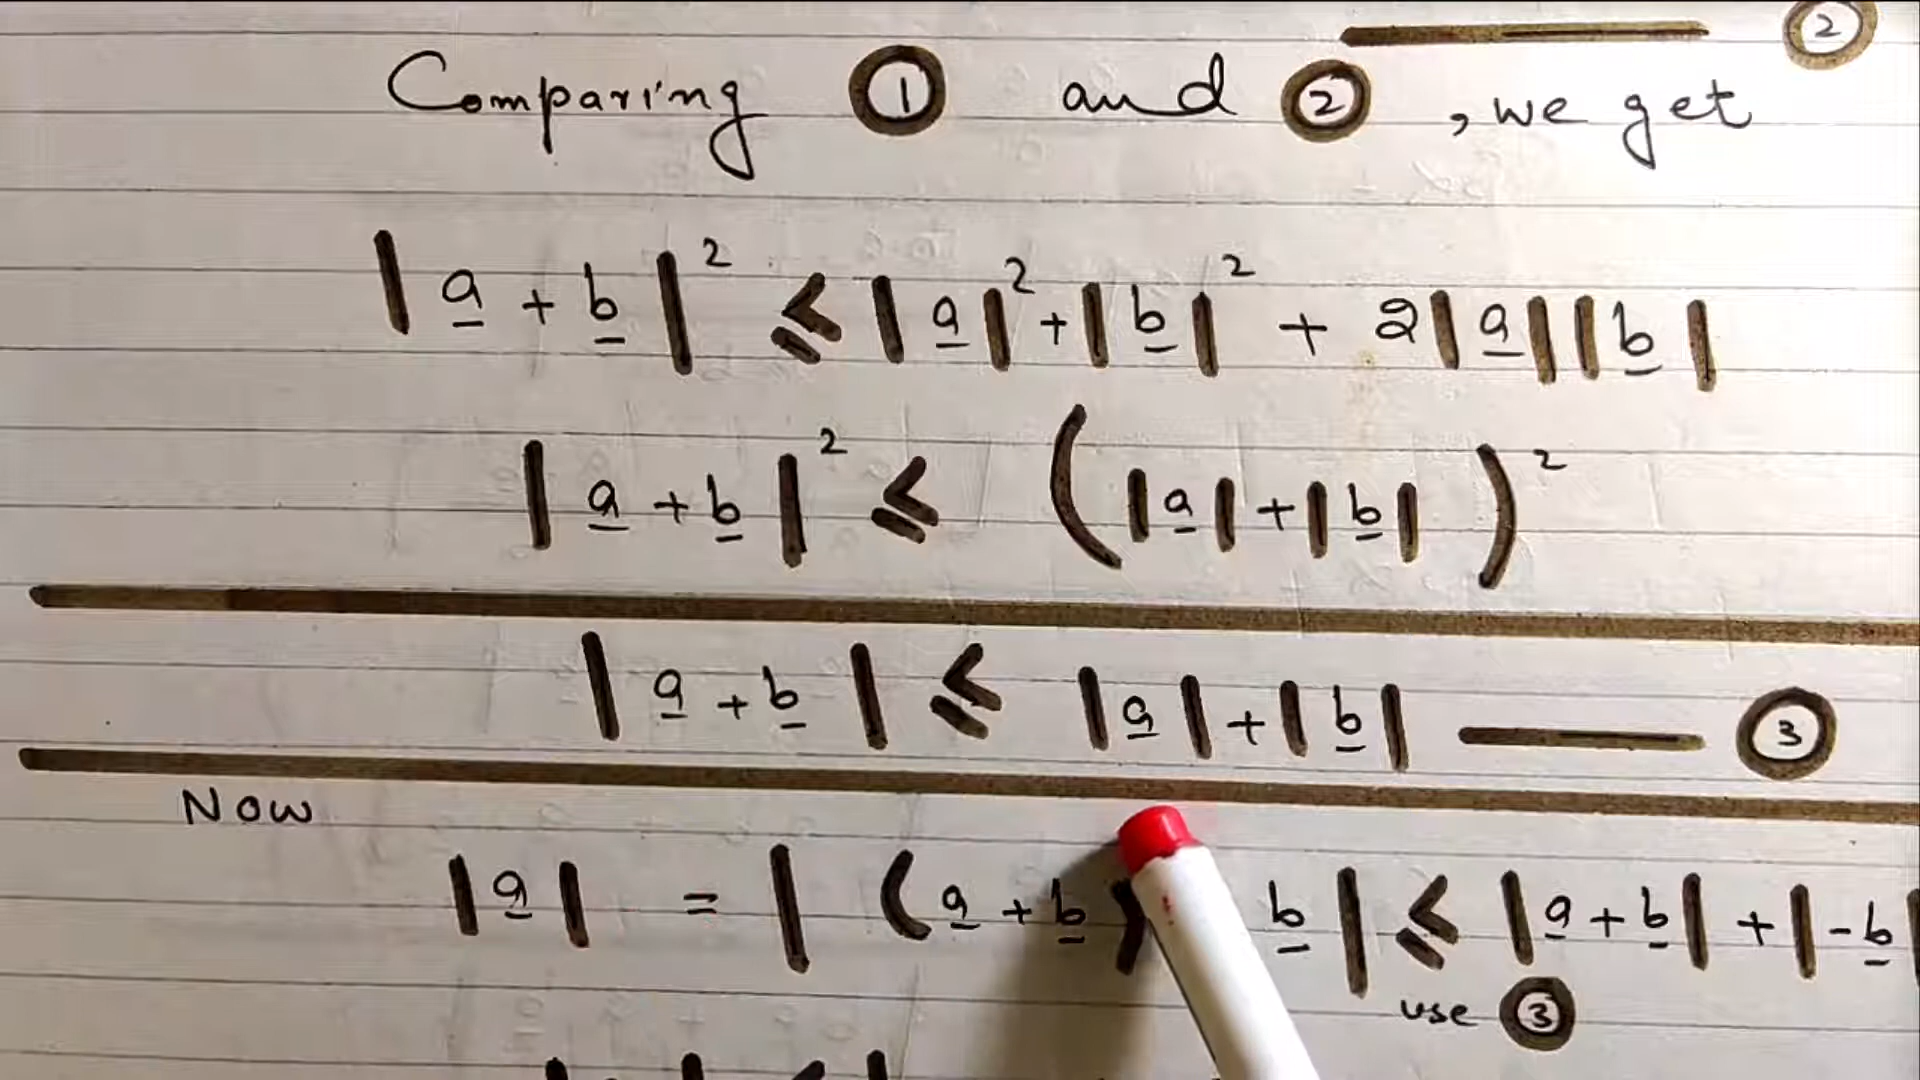 ②
Comparing ① and ②, we get
|a + b|² ≤ |a|² + |b|² + 2|a||b|
|a + b|² ≤ (|a| + |b|)²
|a + b| ≤ |a| + |b| — ③
Now
|a| = |(a + b) b| ≤ |a + b| + |-b|
use ③